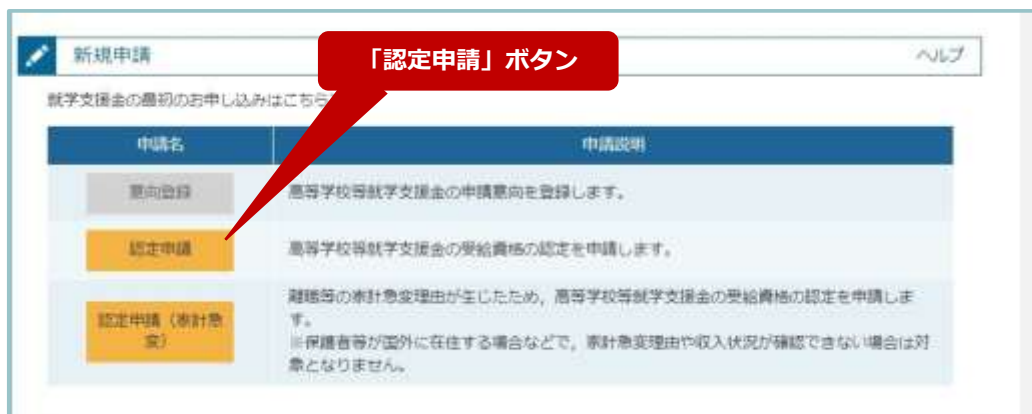 新規申請
「認定申請」ボタン
ヘルプ
就学支援金の最初のお申し込みはこちら
申請名
申請説明
意向登録
高等学校等就学支援金の申請意向を登録します。
認定申請
高等学校等就学支援金の受給資格の認定を申請します。
認定申請（家計急
変）
離職等の家計急変理由が生じたため，高等学校等就学支援金の受給資格の認定を申請しま
す。
※保護者等が国外に在住する場合などで，家計急変理由や収入状況が確認できない場合は対
象となりません。